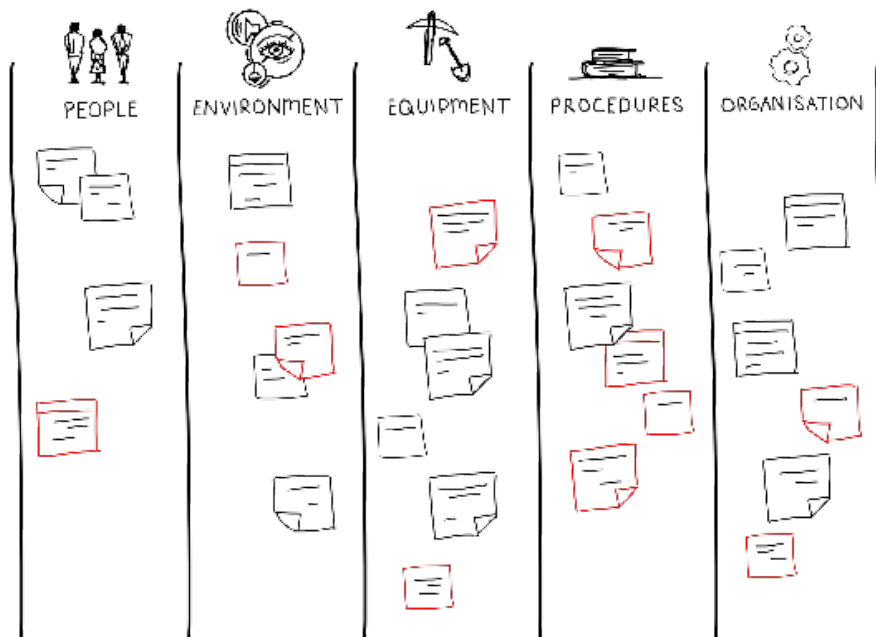 PEOPLE
ENVIRONMENT
EQUIPMENT
PROCEDURES
ORGANISATION